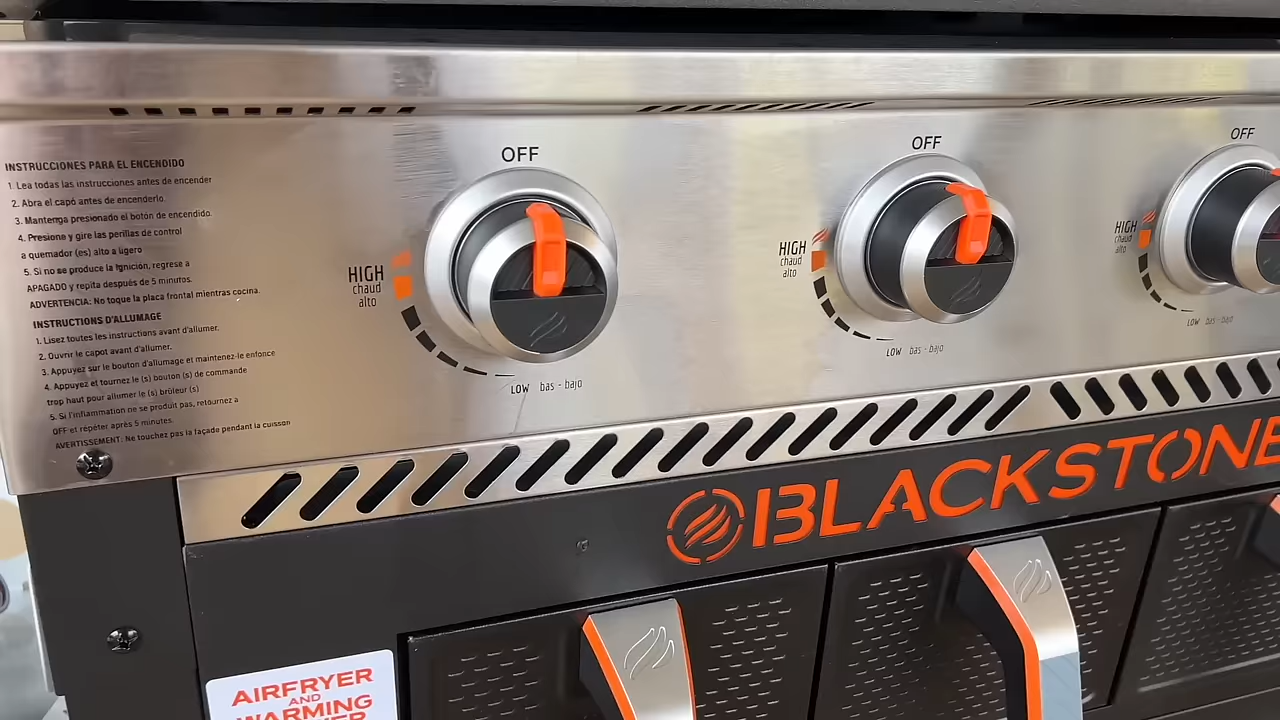 OFF
OFF
OFF
INSTRUCCIONES PARA EL ENCENDIDO
1. Lea todas las instrucciones antes de encender
2. Abra el capó antes de encenderlo.
3. Mantenga presionado el botón de encendido.
4. Presione y gire las perillas de control
a quemador (es) alto a ligero
5. Si no se produce la ignición, regrese a
APAGADO y repita después de 5 minutos.
ADVERTENCIA: No toque la placa frontal mientras cocina.
INSTRUCTIONS D'ALLUMAGE
1. Lisez toutes les instructions avant d'allumer.
2. Ouvrir le capot avant d'allumer.
3. Appuyez sur le bouton d'allumage et maintenez-le enfonce
4. Appuyez et tournez le (s) bouton (s) de commande
trop haut pour allumer le (s) brûleur (s)
5. Si l'inflammation ne se produit pas, retournez a
OFF et répéter après 5 minutes.
AVERTISSEMENT: Ne touchez pas la façade pendant la cuisson
HIGH
chaud
alto
LOW bas - bajo
HIGH
chaud
alto
LOW bas - bajo
HIGH
chaud
alto
LOW bas - bajo
BLACKSTONE
AIRFRYER
AND
WARMING